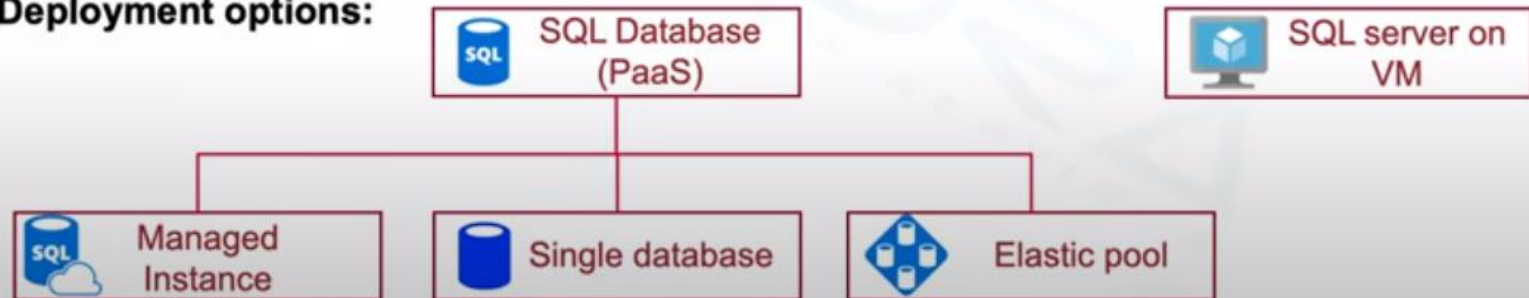 Deployment options:
SQL
SQL Database
(PaaS)
SQL server on
VM
SQL
Managed
Instance
Single database
Elastic pool